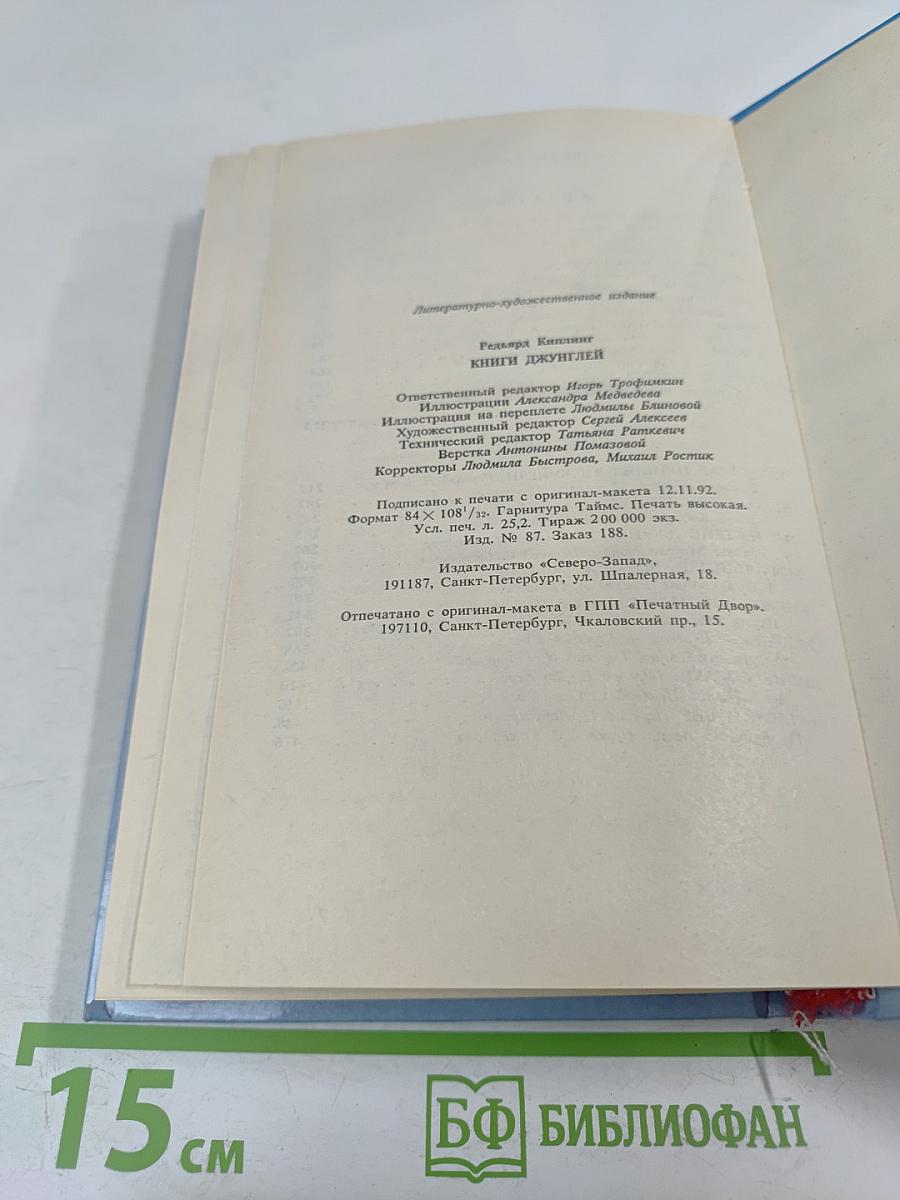 Литературно-художественное издание
Редьярд Киплинг
КНИГИ ДЖУНГЛЕЙ
Ответственный редактор Игорь Трофимкин
Иллюстрации Александра Медведева
Иллюстрация на переплете Людмилы Блиновой
Художественный редактор Сергей Алексеев
Технический редактор Татьяна Раткевич
Верстка Антонины Помазовой
Корректоры Людмила Быстрова, Михаил Ростик
Подписано к печати с оригинал-макета 12.11.92.
Формат 84×108¹/₃₂. Гарнитура Таймс. Печать высокая.
Усл. печ. л. 25,2. Тираж 200 000 экз.
Изд. № 87. Заказ 188.
Издательство «Северо-Запад»,
191187, Санкт-Петербург, ул. Шпалерная, 18.
Отпечатано с оригинал-макета в ГПП «Печатный Двор».
197110, Санкт-Петербург, Чкаловский пр., 15.
15 см
БФ БИБЛИОФАН